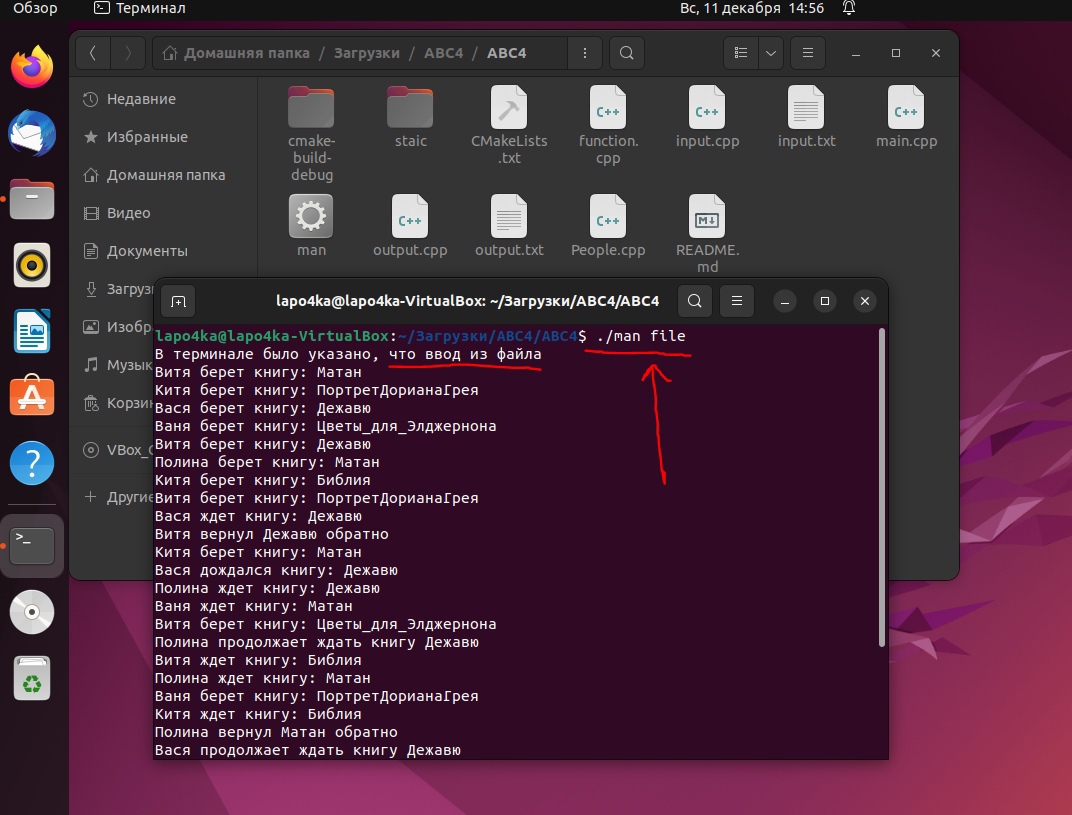 Обзор
Терминал
Вс, 11 декабря 14:56
Домашняя папка / Загрузки / ABC4 / ABC4
Недавние
Избранные
Домашняя папка
Видео
Документы
Загруз
Изобр
Музык
Корзин
VBox_
Другие
cmake-
build-
debug
staic
CMakeLists
.txt
function.
cpp
input.cpp
input.txt
main.cpp
man
output.cpp
output.txt
People.cpp
README.
md
lapo4ka@lapo4ka-VirtualBox: ~/Загрузки/ABC4/ABC4
lapo4ka@lapo4ka-VirtualBox:~/Загрузки/ABC4/ABC4$ ./man file
В терминале было указано, что ввод из файла
Витя берет книгу: Матан
Китя берет книгу: ПортретДорианаГрея
Вася берет книгу: Дежавю
Ваня берет книгу: Цветы_для_Элджернона
Витя берет книгу: Дежавю
Полина берет книгу: Матан
Китя берет книгу: Библия
Витя берет книгу: ПортретДорианаГрея
Вася ждет книгу: Дежавю
Витя вернул Дежавю обратно
Китя берет книгу: Матан
Вася дождался книгу: Дежавю
Полина ждет книгу: Дежавю
Ваня ждет книгу: Матан
Витя берет книгу: Цветы_для_Элджернона
Полина продолжает ждать книгу Дежавю
Витя ждет книгу: Библия
Полина ждет книгу: Матан
Ваня берет книгу: ПортретДорианаГрея
Китя ждет книгу: Библия
Полина вернул Матан обратно
Вася продолжает ждать книгу Дежавю